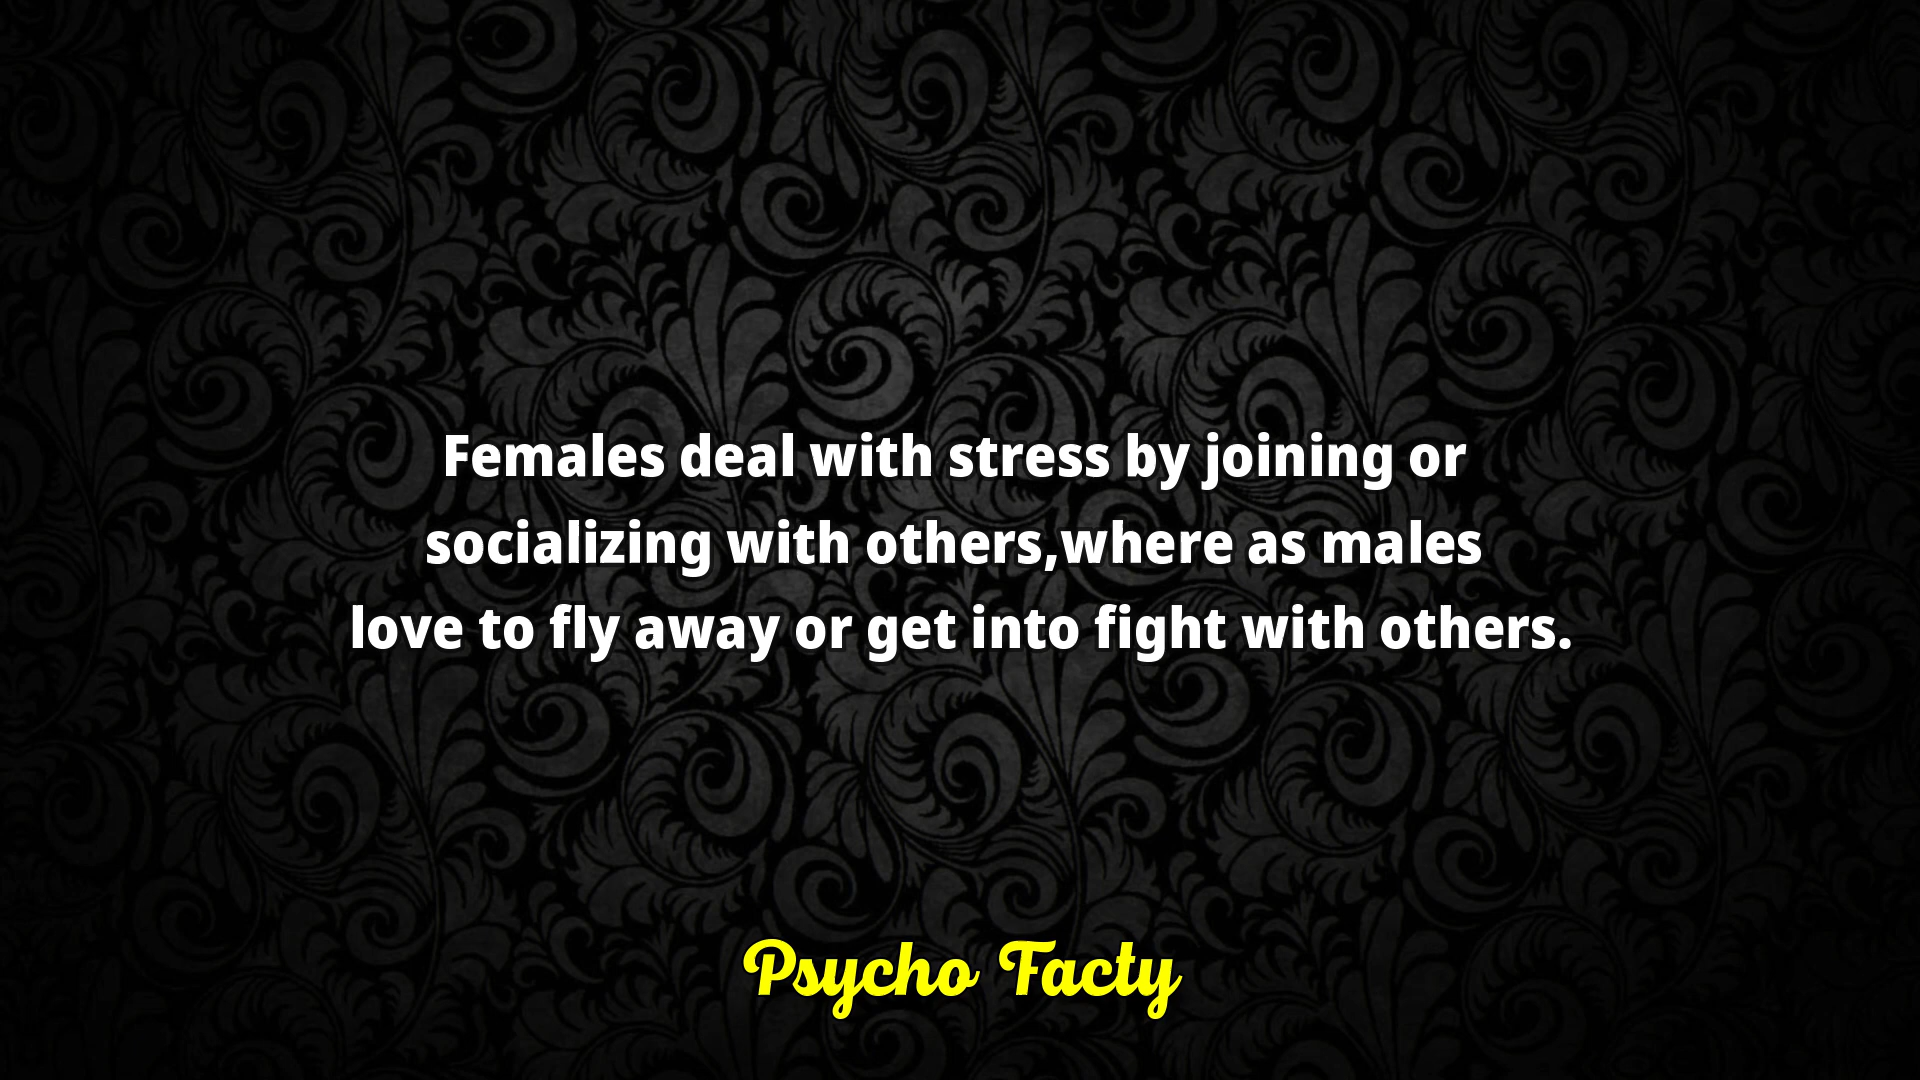 Females deal with stress by joining or
socializing with others,where as males
love to fly away or get into fight with others.
Psycho Facty